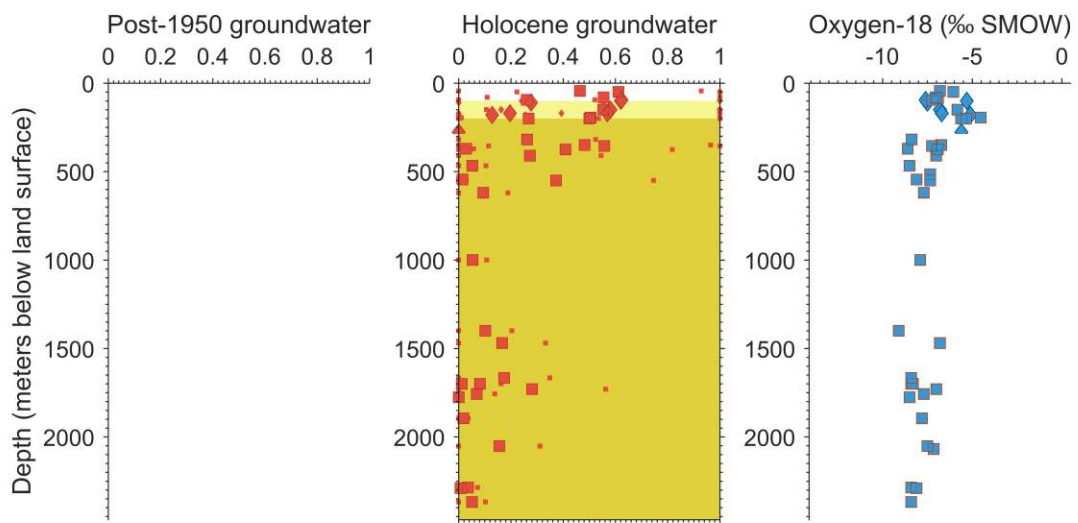 Post-1950 groundwater
Holocene groundwater
Oxygen-18 (‰ SMOW)
0 0.2 0.4 0.6 0.8 1
0 0.2 0.4 0.6 0.8 1
-10 -5 0
Depth (meters below land surface)
0
500
1000
1500
2000
0
500
1000
1500
2000
0
500
1000
1500
2000